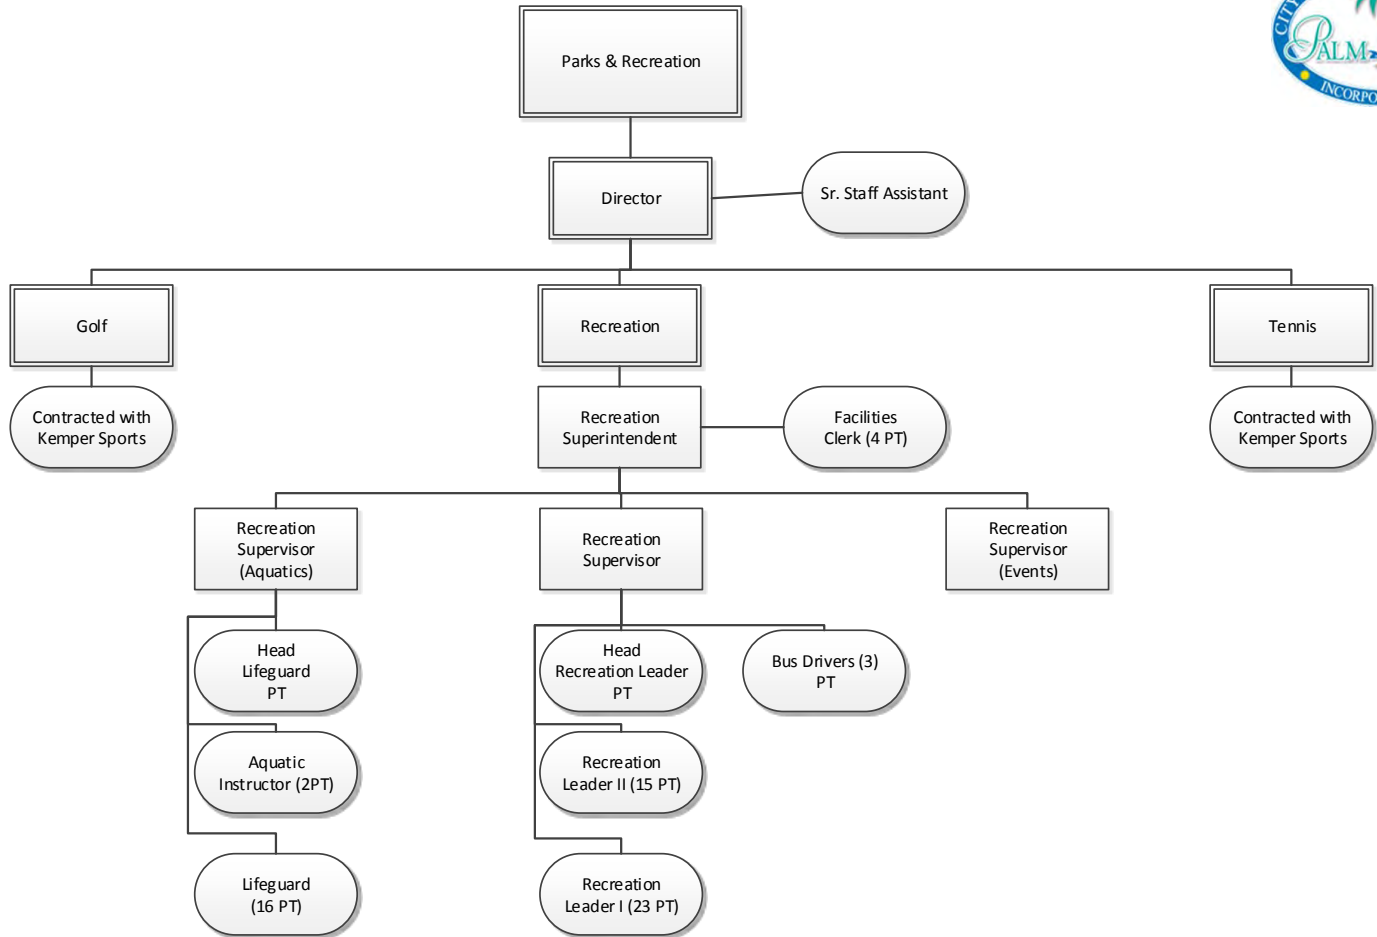 CITY
PALM
INCORPO
Parks & Recreation
Director
Sr. Staff Assistant
Golf
Recreation
Tennis
Contracted with
Kemper Sports
Recreation
Superintendent
Facilities
Clerk (4 PT)
Contracted with
Kemper Sports
Recreation
Supervisor
(Aquatics)
Recreation
Supervisor
Recreation
Supervisor
(Events)
Head
Lifeguard
PT
Head
Recreation Leader
PT
Bus Drivers (3)
PT
Aquatic
Instructor (2PT)
Recreation
Leader II (15 PT)
Lifeguard
(16 PT)
Recreation
Leader I (23 PT)